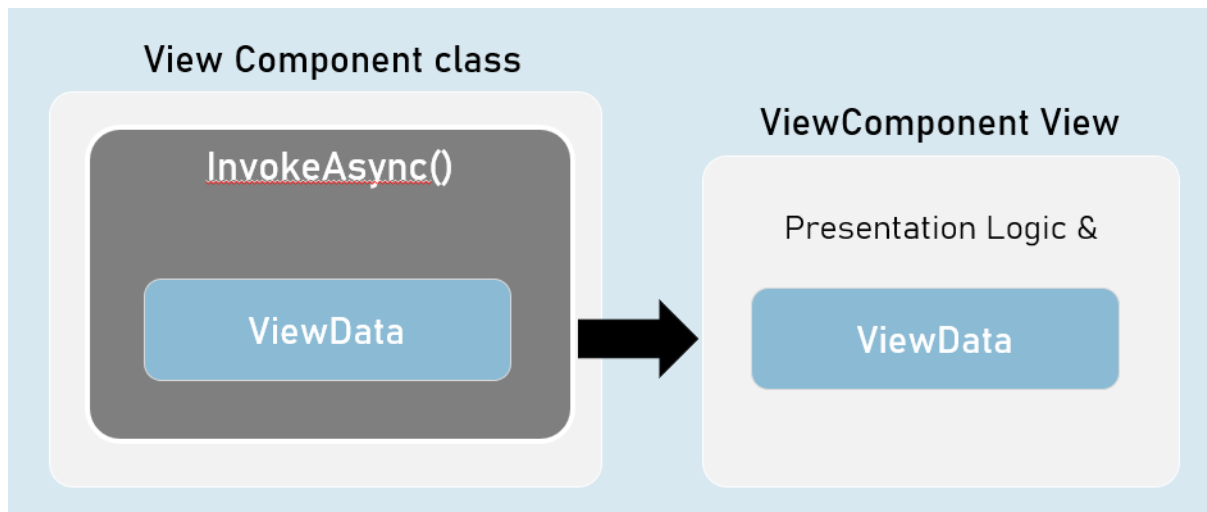 View Component class
InvokeAsync()
ViewData
ViewComponent View
Presentation Logic &
ViewData